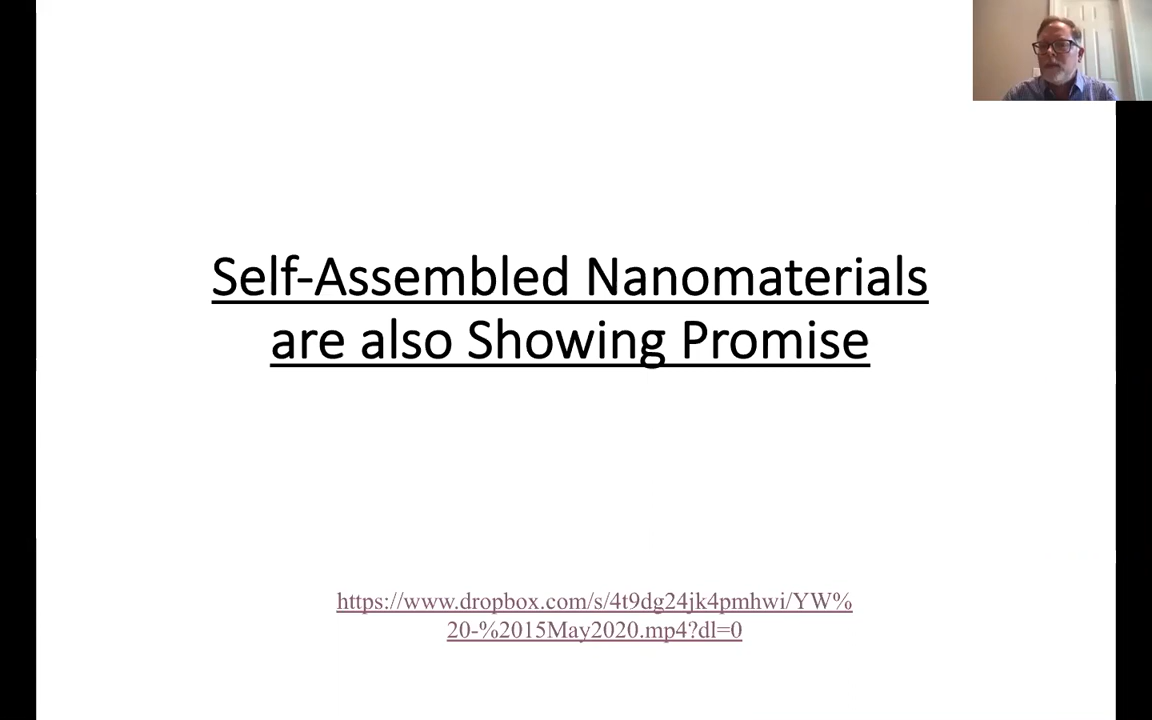 Self-Assembled Nanomaterials
are also Showing Promise
https://www.dropbox.com/s/4t9dg24jk4pmhwi/YW%
20-%2015May2020.mp4?dl=0